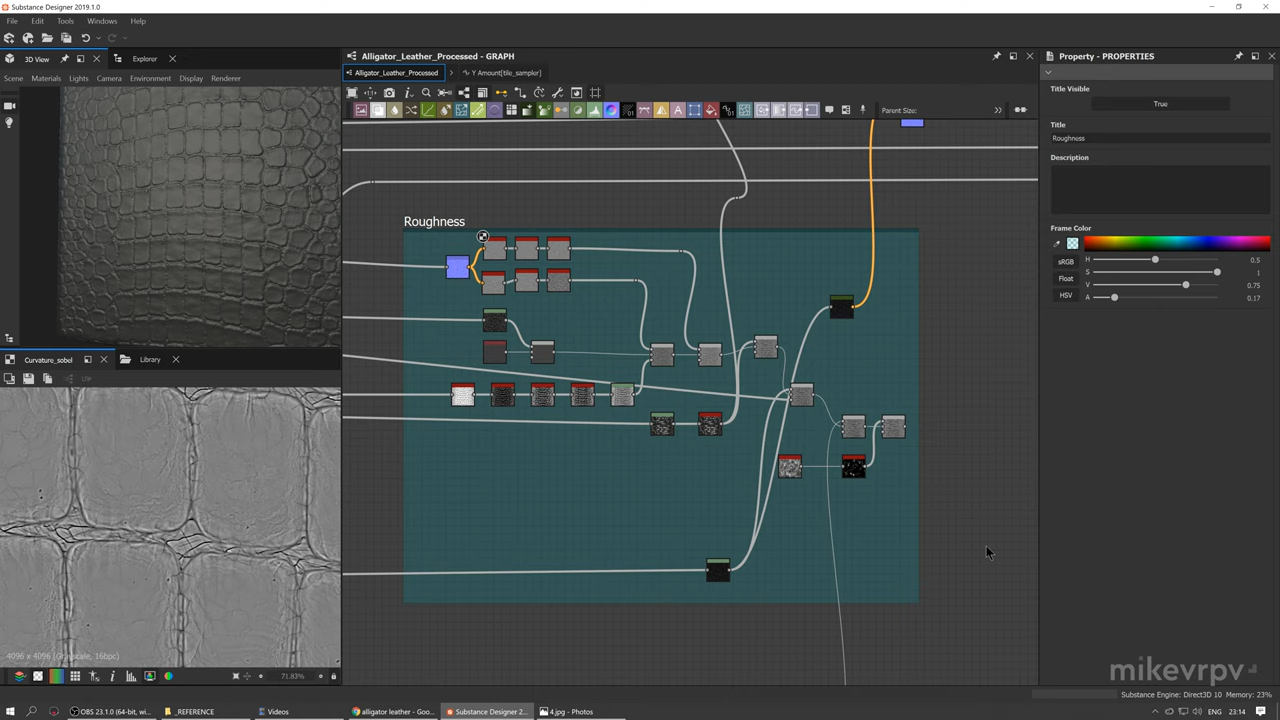 Substance Designer 2019.1.0
File Edit Tools Windows Help
3D View Explorer
Scene Materials Lights Camera Environment Display Renderer
Alligator_Leather_Processed - GRAPH
Alligator_Leather_Processed Y Amount[tile_sampler]
Parent Size:
Roughness
Curvature_sobel Library
UP
4096 x 4096 (Grayscale, 16bpc)
71.83%
Property - PROPERTIES
Title Visible
True
Title
Roughness
Description
Frame Color
sRGB
Float
HSV
H 0.5
S 1
V 0.75
A 0.17
mikevrpv
Substance Engine: Direct3D 10 Memory: 23%
OBS 23.1.0 (64-bit, wi... _REFERENCE Videos alligator leather - Goo... Substance Designer 2... 4.jpg - Photos
ENG 23:14